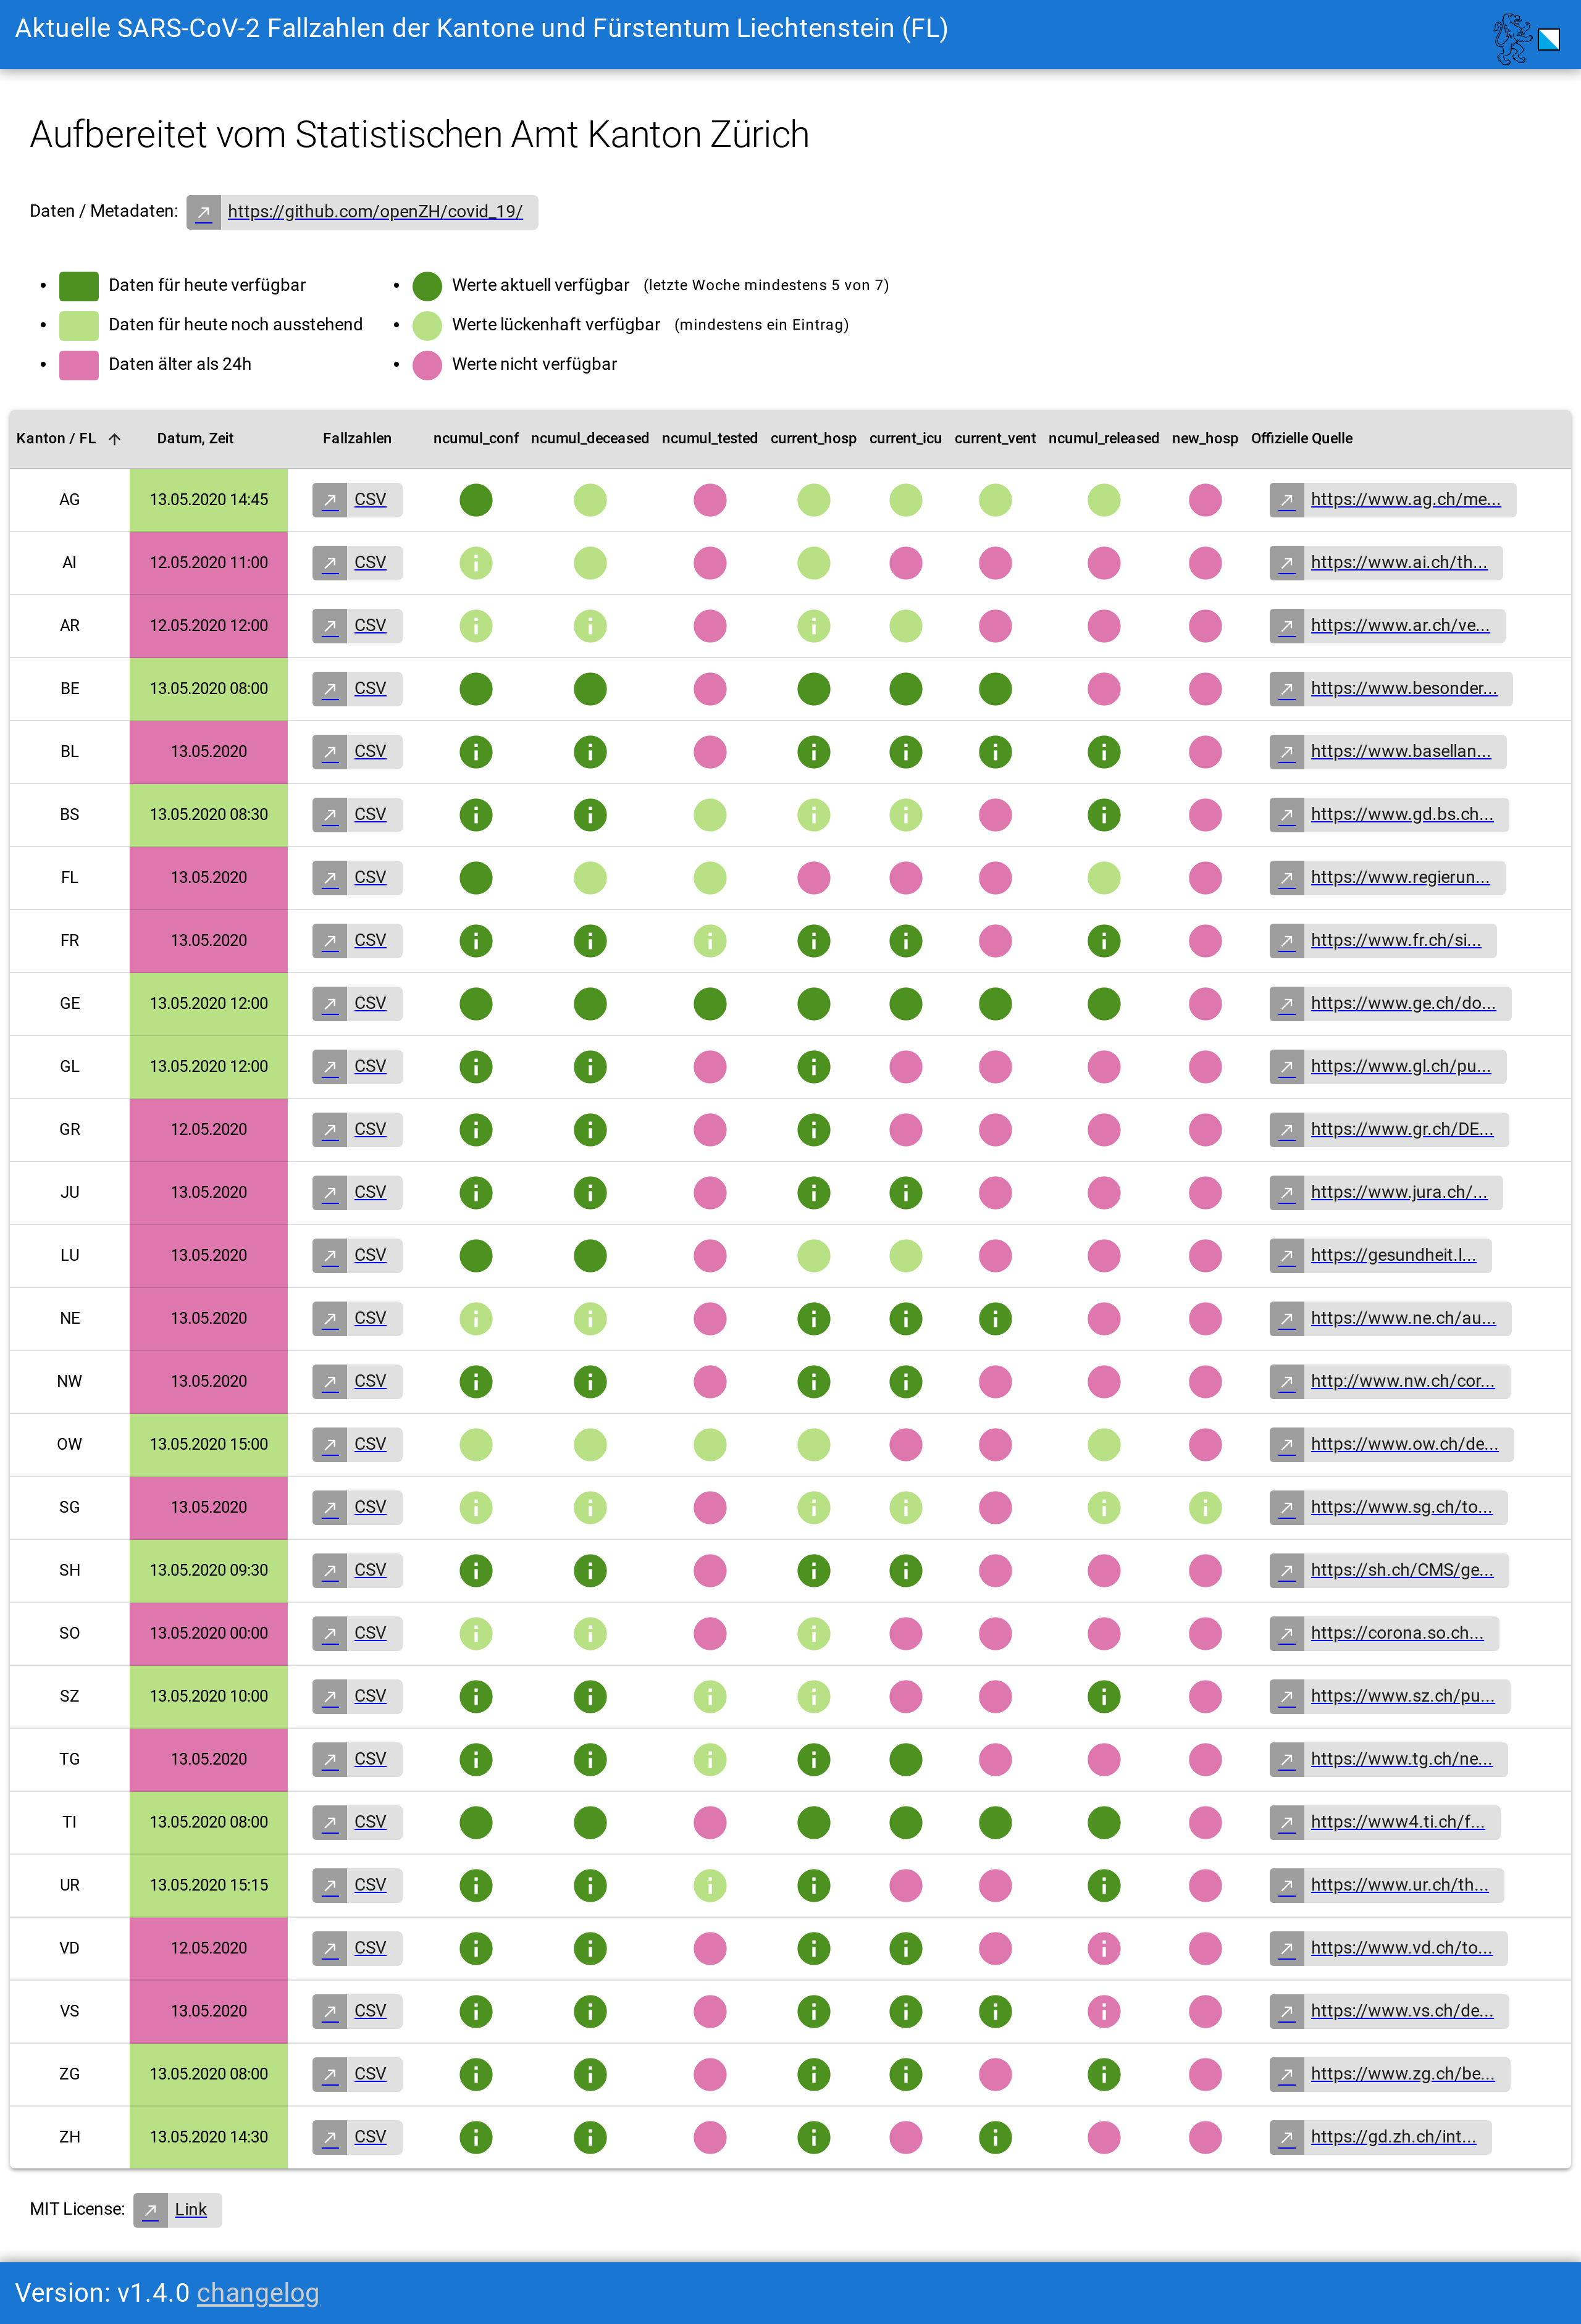 Aktuelle SARS-CoV-2 Fallzahlen der Kantone und Fürstentum Liechtenstein (FL)
Aufbereitet vom Statistischen Amt Kanton Zürich
Daten / Metadaten: https://github.com/openZH/covid_19/
Daten für heute verfügbar
Daten für heute noch ausstehend
Daten älter als 24h
Werte aktuell verfügbar (letzte Woche mindestens 5 von 7)
Werte lückenhaft verfügbar (mindestens ein Eintrag)
Werte nicht verfügbar
Kanton / FL Datum, Zeit Fallzahlen ncumul_conf ncumul_deceased ncumul_tested current_hosp current_icu current_vent ncumul_released new_hosp Offizielle Quelle
AG 13.05.2020 14:45 CSV https://www.ag.ch/me...
AI 12.05.2020 11:00 CSV https://www.ai.ch/th...
AR 12.05.2020 12:00 CSV https://www.ar.ch/ve...
BE 13.05.2020 08:00 CSV https://www.besonder...
BL 13.05.2020 CSV https://www.basellan...
BS 13.05.2020 08:30 CSV https://www.gd.bs.ch...
FL 13.05.2020 CSV https://www.regierun...
FR 13.05.2020 CSV https://www.fr.ch/si...
GE 13.05.2020 12:00 CSV https://www.ge.ch/do...
GL 13.05.2020 12:00 CSV https://www.gl.ch/pu...
GR 12.05.2020 CSV https://www.gr.ch/DE...
JU 13.05.2020 CSV https://www.jura.ch/...
LU 13.05.2020 CSV https://gesundheit.l...
NE 13.05.2020 CSV https://www.ne.ch/au...
NW 13.05.2020 CSV http://www.nw.ch/cor...
OW 13.05.2020 15:00 CSV https://www.ow.ch/de...
SG 13.05.2020 CSV https://www.sg.ch/to...
SH 13.05.2020 09:30 CSV https://sh.ch/CMS/ge...
SO 13.05.2020 00:00 CSV https://corona.so.ch...
SZ 13.05.2020 10:00 CSV https://www.sz.ch/pu...
TG 13.05.2020 CSV https://www.tg.ch/ne...
TI 13.05.2020 08:00 CSV https://www4.ti.ch/f...
UR 13.05.2020 15:15 CSV https://www.ur.ch/th...
VD 12.05.2020 CSV https://www.vd.ch/to...
VS 13.05.2020 CSV https://www.vs.ch/de...
ZG 13.05.2020 08:00 CSV https://www.zg.ch/be...
ZH 13.05.2020 14:30 CSV https://gd.zh.ch/int...
MIT License: Link
Version: v1.4.0 changelog